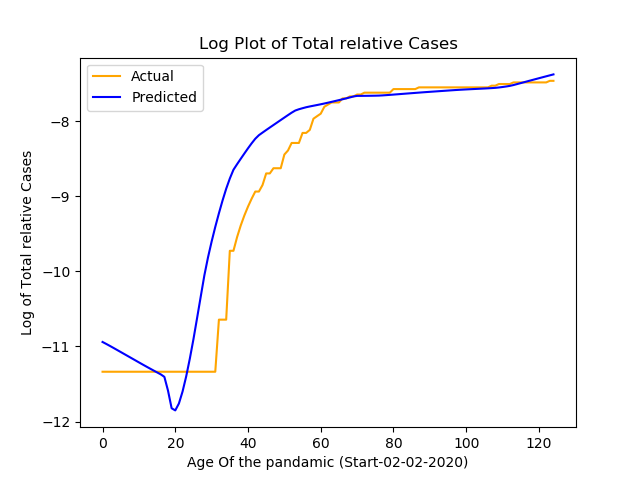 Log Plot of Total relative Cases
Actual
Predicted
Log of Total relative Cases
−8
−9
−10
−11
−12
0 20 40 60 80 100 120
Age Of the pandamic (Start-02-02-2020)